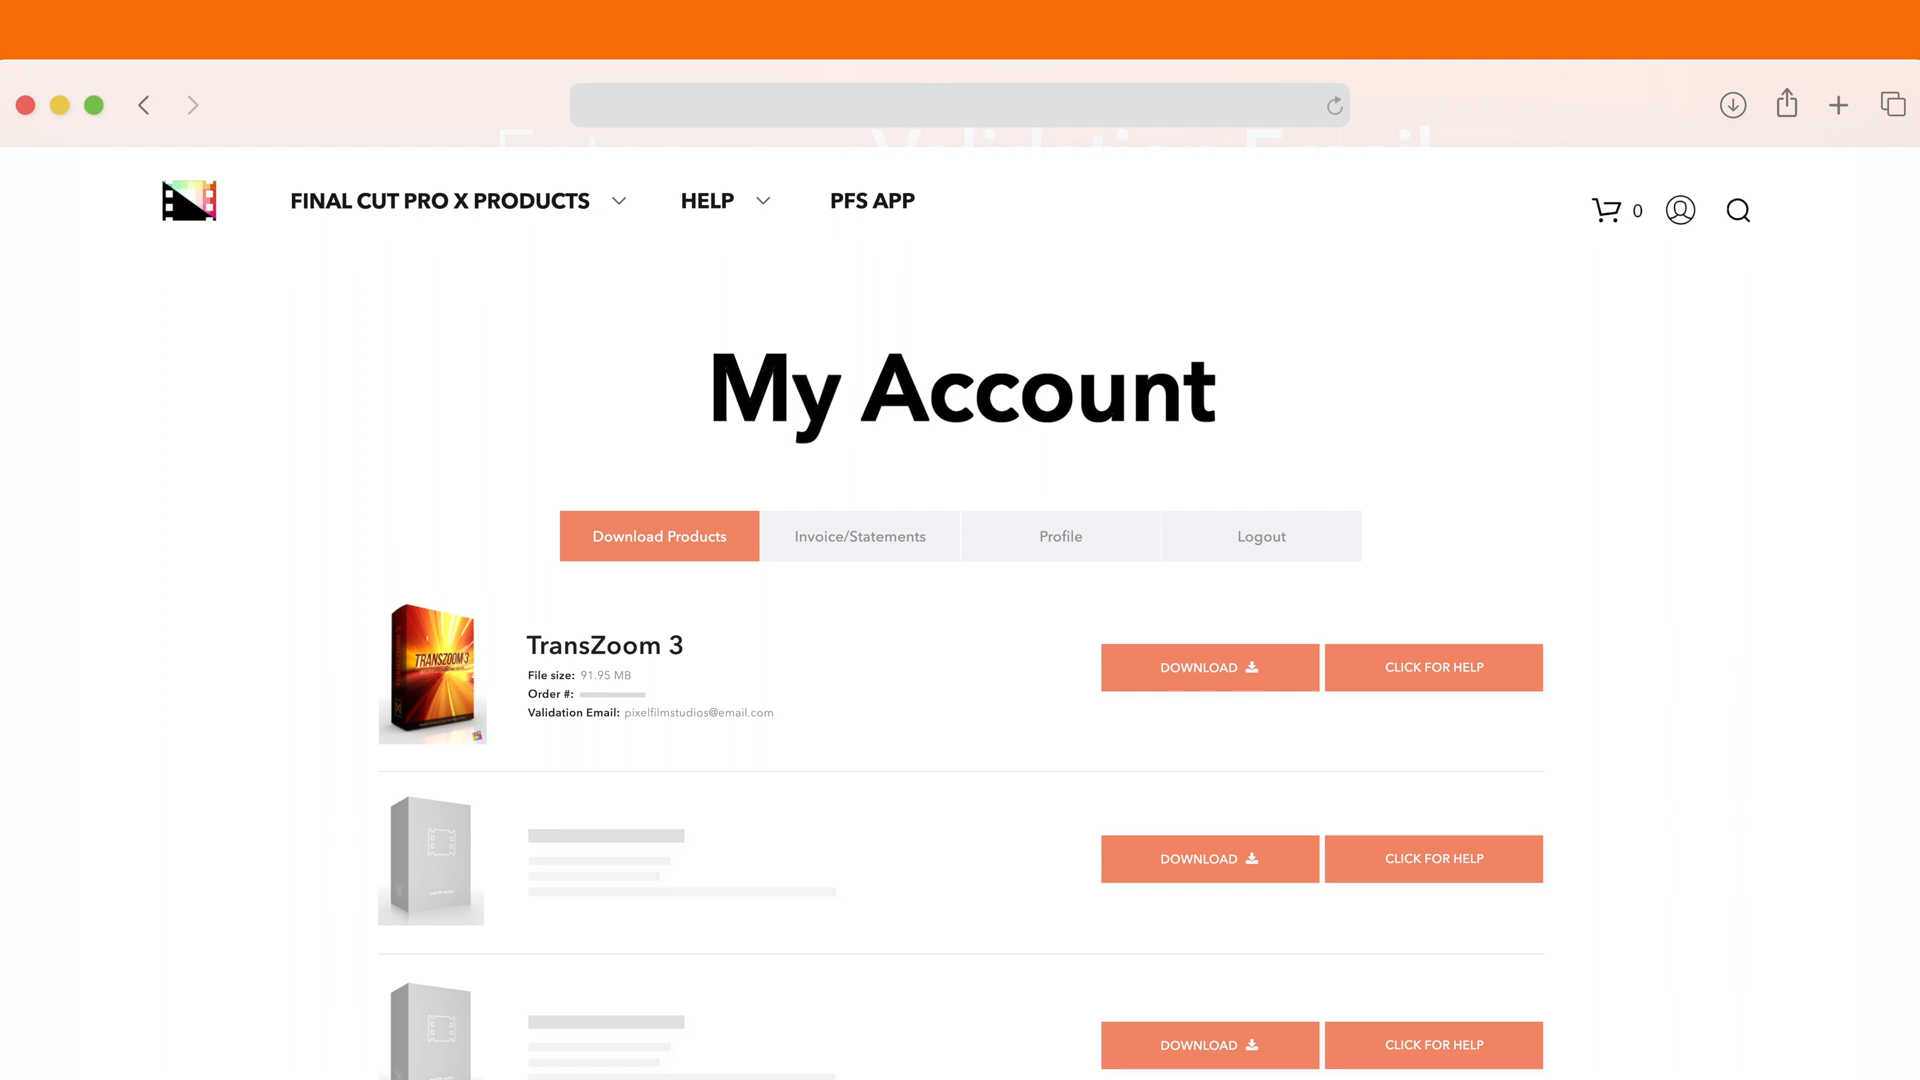 FINAL CUT PRO X PRODUCTS
HELP
PFS APP
0
My Account
Download Products
Invoice/Statements
Profile
Logout
TRANSZOOM 3
TransZoom 3
File size: 91.95 MB
Order #:
Validation Email: pixelfilmstudios@email.com
DOWNLOAD
CLICK FOR HELP
DOWNLOAD
CLICK FOR HELP
DOWNLOAD
CLICK FOR HELP